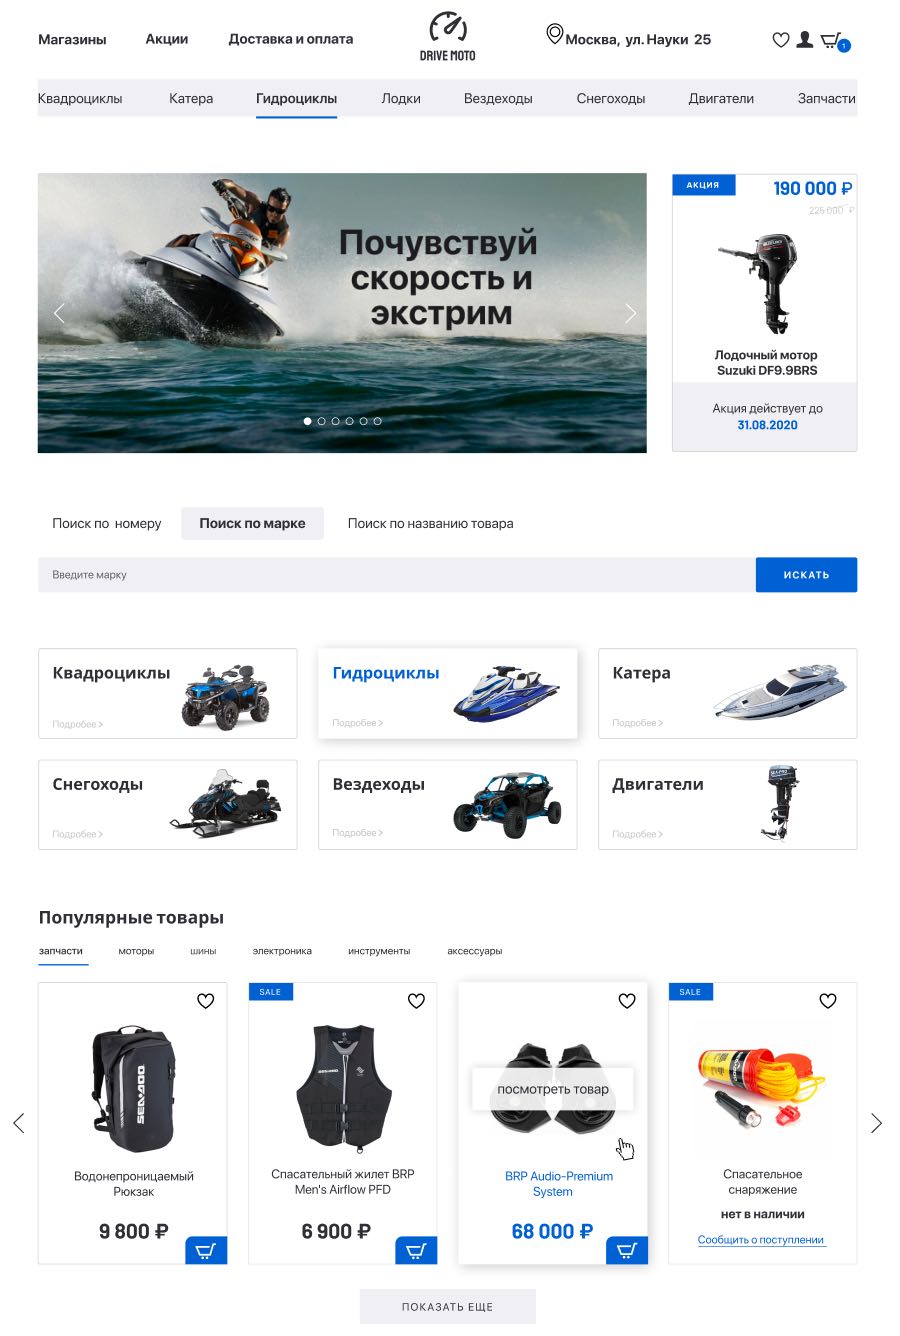 Магазины
Акции
Доставка и оплата
DRIVE MOTO
Москва, ул. Науки 25
1
Квадроциклы
Катера
Гидроциклы
Лодки
Вездеходы
Снегоходы
Двигатели
Запчасти
Почувствуй
скорость и
экстрим
АКЦИЯ
190 000 ₽
225 000 ₽
Лодочный мотор
Suzuki DF9.9BRS
Акция действует до
31.08.2020
Поиск по номеру
Поиск по марке
Поиск по названию товара
Введите марку
ИСКАТЬ
Квадроциклы
Подробее >
Гидроциклы
Подробее >
Катера
Подробее >
Снегоходы
Подробее >
Вездеходы
Подробее >
Двигатели
Подробее >
Популярные товары
запчасти
моторы
шины
электроника
инструменты
аксессуары
SEA-DOO
Водонепроницаемый
Рюкзак
9 800 ₽
SALE
Спасательный жилет BRP
Men's Airflow PFD
6 900 ₽
посмотреть товар
BRP Audio-Premium
System
68 000 ₽
SALE
Спасательное
снаряжение
нет в наличии
Сообщить о поступлении
ПОКАЗАТЬ ЕЩЕ